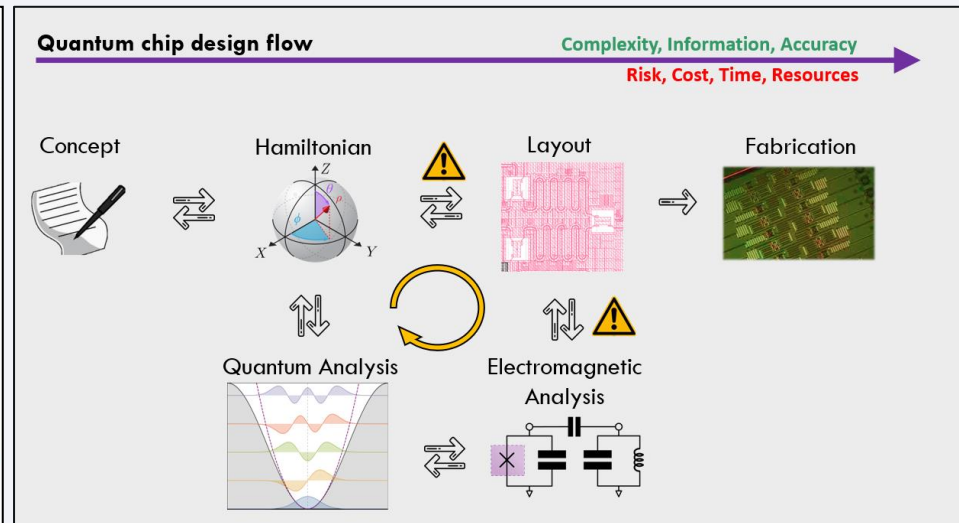 Quantum chip design flow
Complexity, Information, Accuracy
Risk, Cost, Time, Resources
Concept
Hamiltonian
Layout
Fabrication
Z
θ
ρ
ϕ
X
Y
Quantum Analysis
Electromagnetic
Analysis